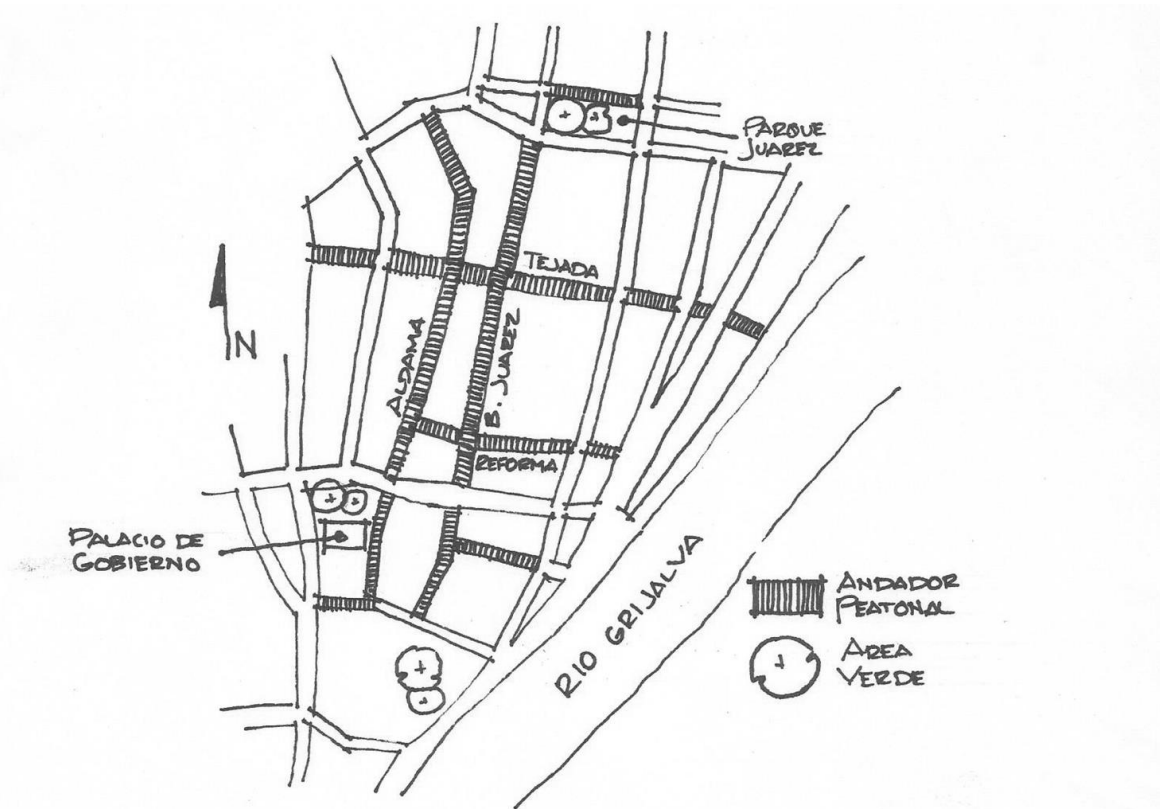 PARQUE
JUAREZ
TEJADA
N
ALDAMA
B. JUAREZ
REFORMA
PALACIO DE
GOBIERNO
RIO GRIJALVA
ANDADOR
PEATONAL
AREA
VERDE